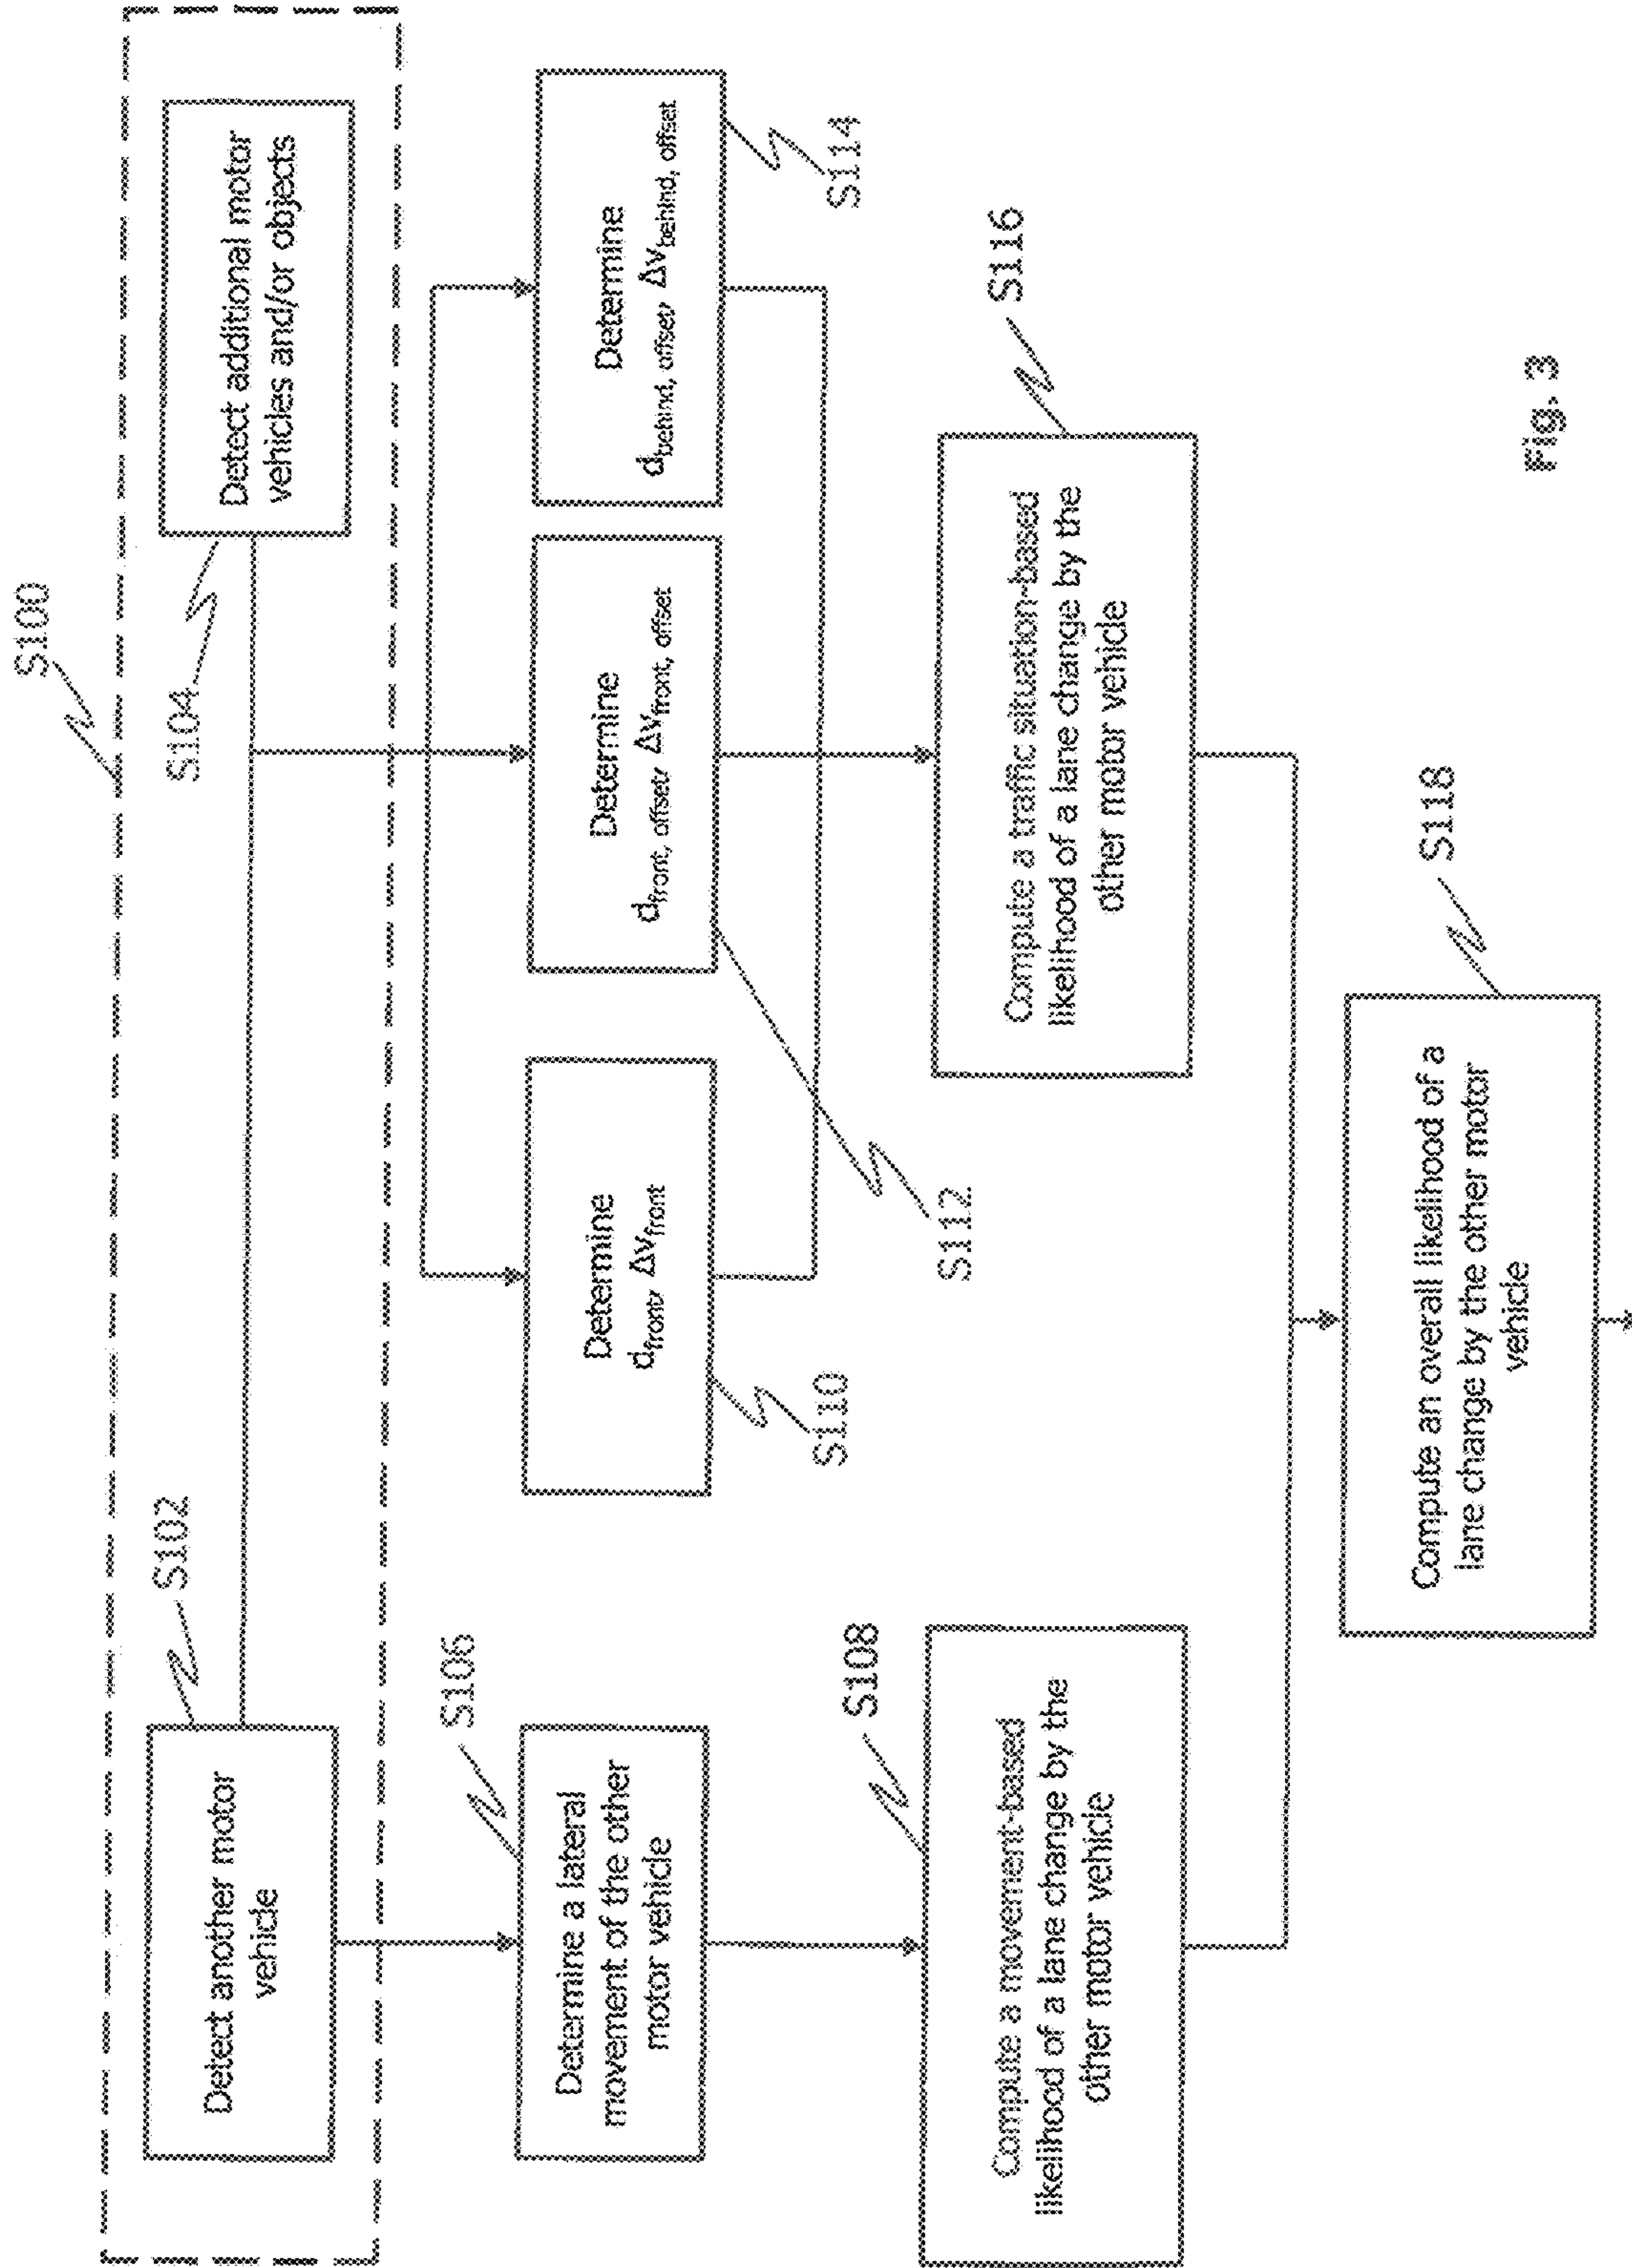 S100
S102
Detect another motor
vehicle
S104
Detect additional motor
vehicles and/or objects
S106
Determine a lateral
movement of the other
motor vehicle
Determine
dfront, Δvfront
S110
Determine
dfront, offset, Δvfront, offset
S112
Determine
dbehind, offset, Δvbehind, offset
S114
S108
Compute a movement-based
likelihood of a lane change by the
other motor vehicle
S116
Compute a traffic situation-based
likelihood of a lane change by the
other motor vehicle
S118
Compute an overall likelihood of a
lane change by the other motor
vehicle
Fig. 3